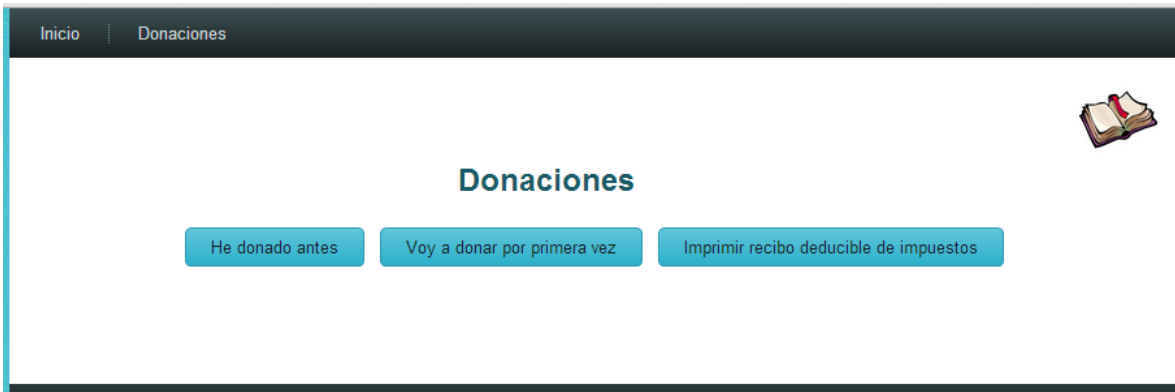 Inicio Donaciones
Donaciones
He donado antes Voy a donar por primera vez Imprimir recibo deducible de impuestos